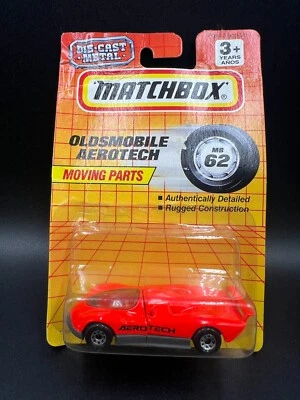 DIE-CAST
METAL
3+
YEARS
AÑOS
MATCHBOX
OLDSMOBILE
AEROTECH
MB
62
MOVING PARTS
■ Authentically Detailed
■ Rugged Construction
AEROTECH